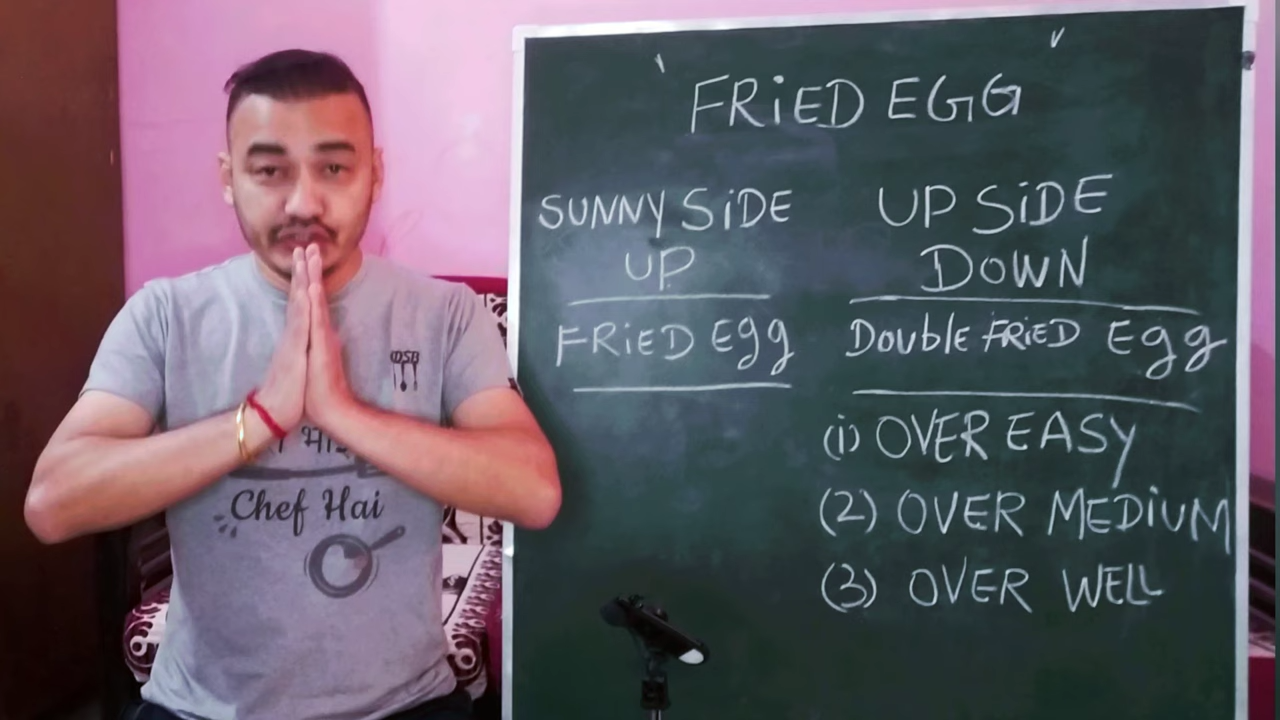 FRiED EGG
SUNNY SiDE
UP
UP SiDE
DOWN
FRiED Egg
Double FRiED Egg
(i) OVER EASY
(2) OVER MEDiUM
(3) OVER WELL
DSB
Chef Hai